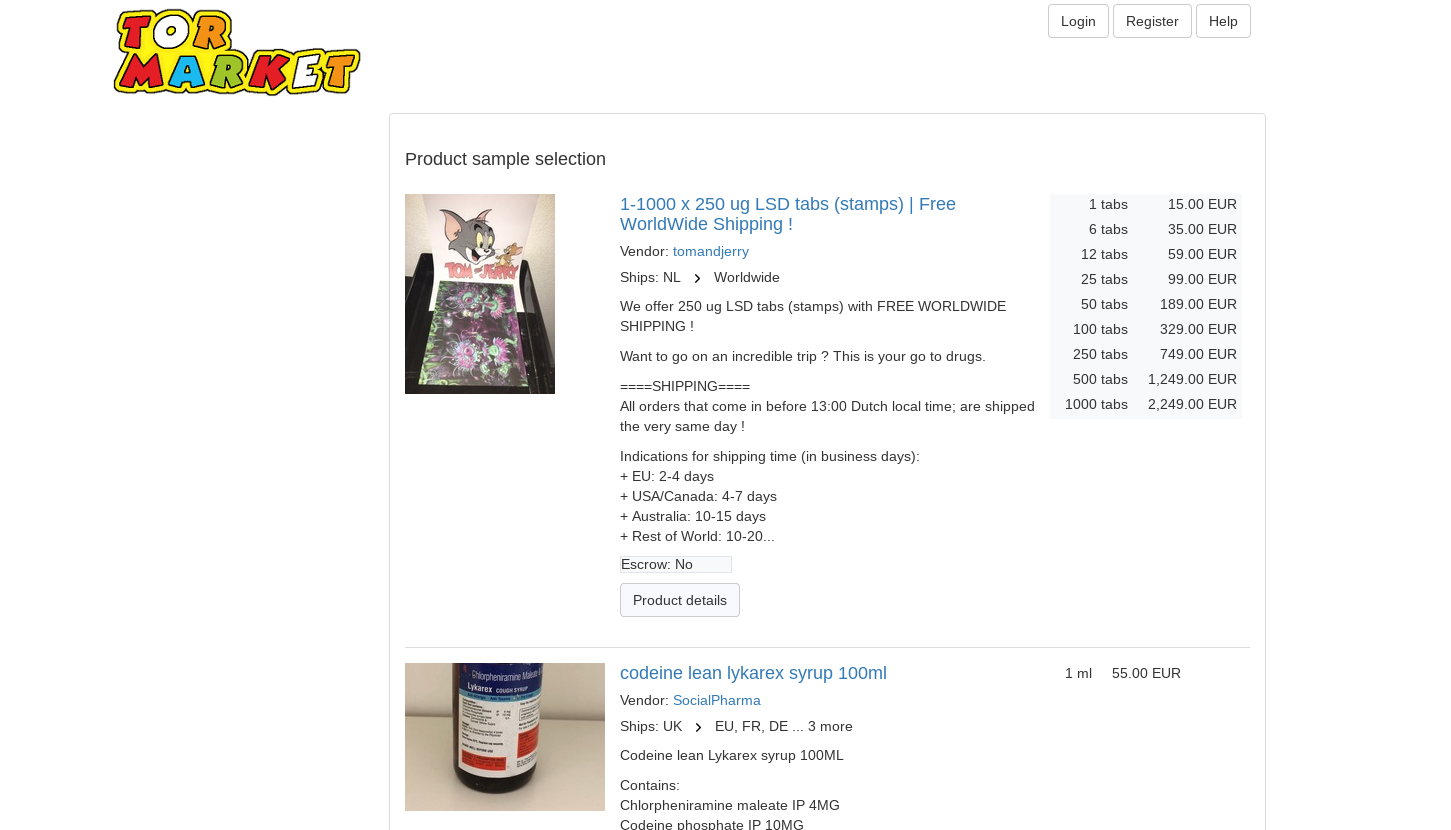 TOR
MARKET
Login
Register
Help
Product sample selection
TOM and JERRY
1-1000 x 250 ug LSD tabs (stamps) | Free
WorldWide Shipping !
Vendor: tomandjerry
Ships: NL > Worldwide
We offer 250 ug LSD tabs (stamps) with FREE WORLDWIDE
SHIPPING !
Want to go on an incredible trip ? This is your go to drugs.
====SHIPPING====
All orders that come in before 13:00 Dutch local time; are shipped
the very same day !
Indications for shipping time (in business days):
+ EU: 2-4 days
+ USA/Canada: 4-7 days
+ Australia: 10-15 days
+ Rest of World: 10-20...
Escrow: No
Product details
1 tabs 15.00 EUR
6 tabs 35.00 EUR
12 tabs 59.00 EUR
25 tabs 99.00 EUR
50 tabs 189.00 EUR
100 tabs 329.00 EUR
250 tabs 749.00 EUR
500 tabs 1,249.00 EUR
1000 tabs 2,249.00 EUR
Chlorpheniramine Maleate
Lykarex COUGH SYRUP
codeine lean lykarex syrup 100ml
Vendor: SocialPharma
Ships: UK > EU, FR, DE ... 3 more
Codeine lean Lykarex syrup 100ML
Contains:
Chlorpheniramine maleate IP 4MG
Codeine phosphate IP 10MG
1 ml 55.00 EUR